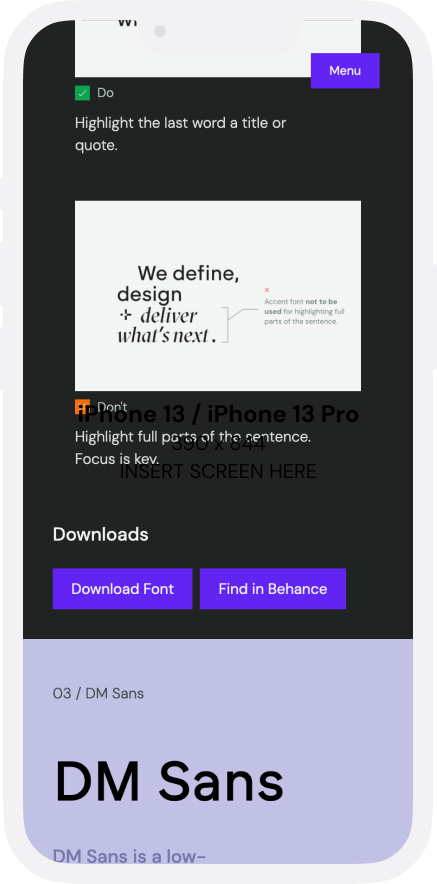 Menu
Do
Highlight the last word a title or
quote.
We define,
design
deliver
what's next.
×
Accent font not to be
used for highlighting full
parts of the sentence.
Don't
iPhone 13 / iPhone 13 Pro
Highlight full parts of the sentence.
390 x 844
Focus is key.
INSERT SCREEN HERE
Downloads
Download Font
Find in Behance
03 / DM Sans
DM Sans
DM Sans is a low-